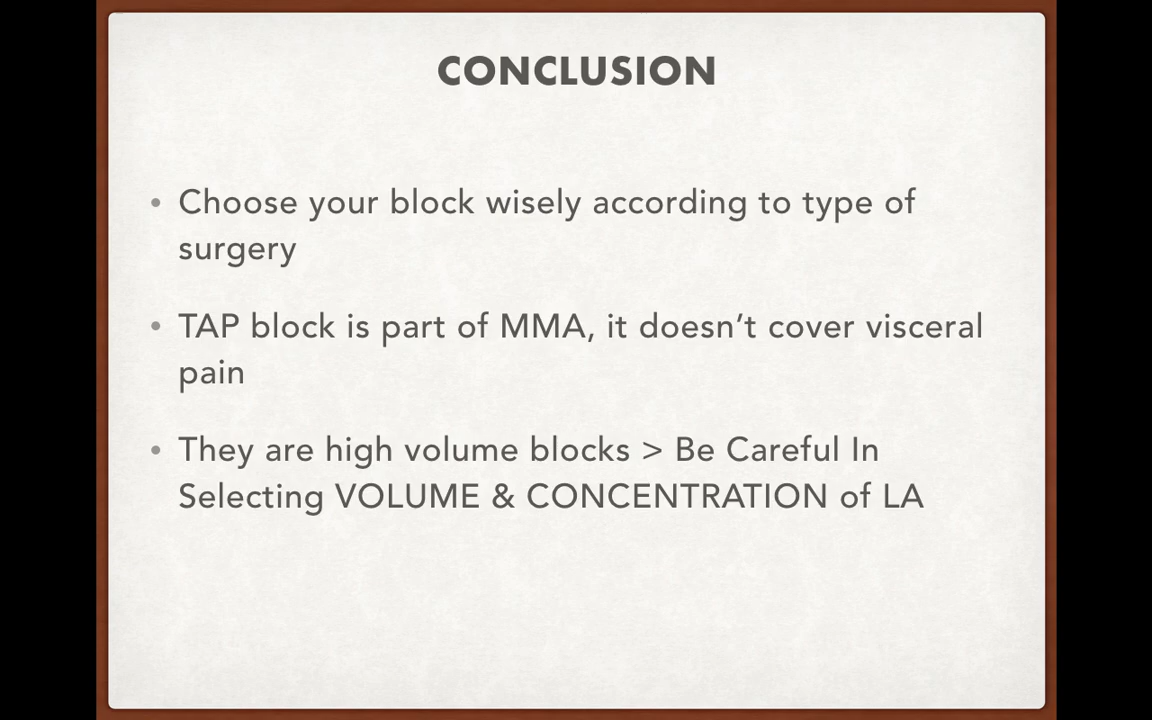 CONCLUSION
• Choose your block wisely according to type of
surgery
• TAP block is part of MMA, it doesn’t cover visceral
pain
• They are high volume blocks > Be Careful In
Selecting VOLUME & CONCENTRATION of LA